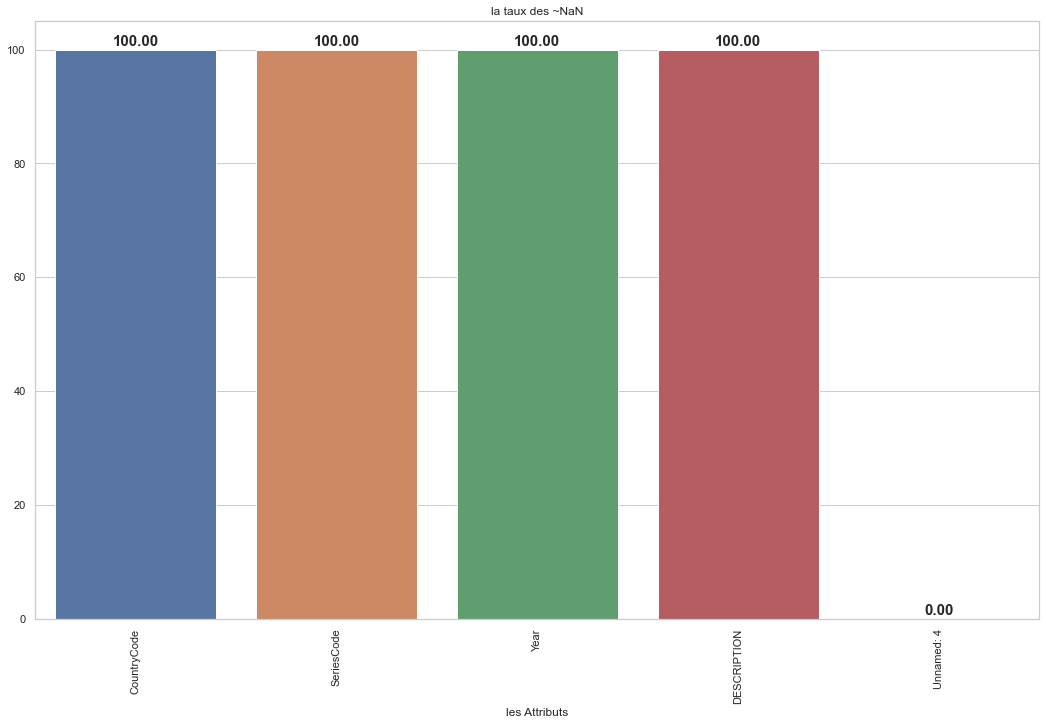 la taux des ~NaN
100.00
100.00
100.00
100.00
0.00
100
80
60
40
20
0
CountryCode
SeriesCode
Year
DESCRIPTION
Unnamed: 4
les Attributs